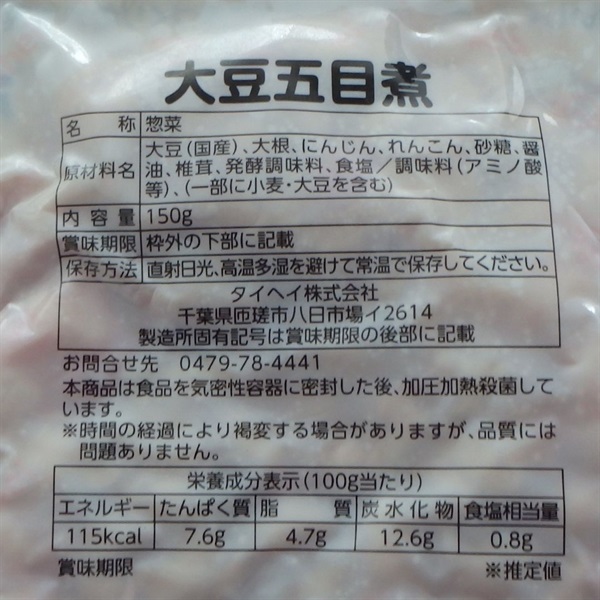 大豆五目煮
名 称 惣菜
原材料名 大豆(国産)、大根、にんじん、れんこん、砂糖、醤
油、椎茸、発酵調味料、食塩/調味料(アミノ酸
等)、(一部に小麦・大豆を含む)
内 容 量 150g
賞味期限 枠外の下部に記載
保存方法 直射日光、高温多湿を避けて常温で保存してください。
タイヘイ株式会社
千葉県匝瑳市八日市場イ2614
製造所固有記号は賞味期限の後部に記載
お問合せ先 0479-78-4441
本商品は食品を気密性容器に密封した後、加圧加熱殺菌して
います。
※時間の経過により褐変する場合がありますが、品質には
問題ありません。
栄養成分表示(100g当たり)
エネルギー たんぱく質 脂 質 炭水化物 食塩相当量
115kcal 7.6g 4.7g 12.6g 0.8g
賞味期限 ※推定値